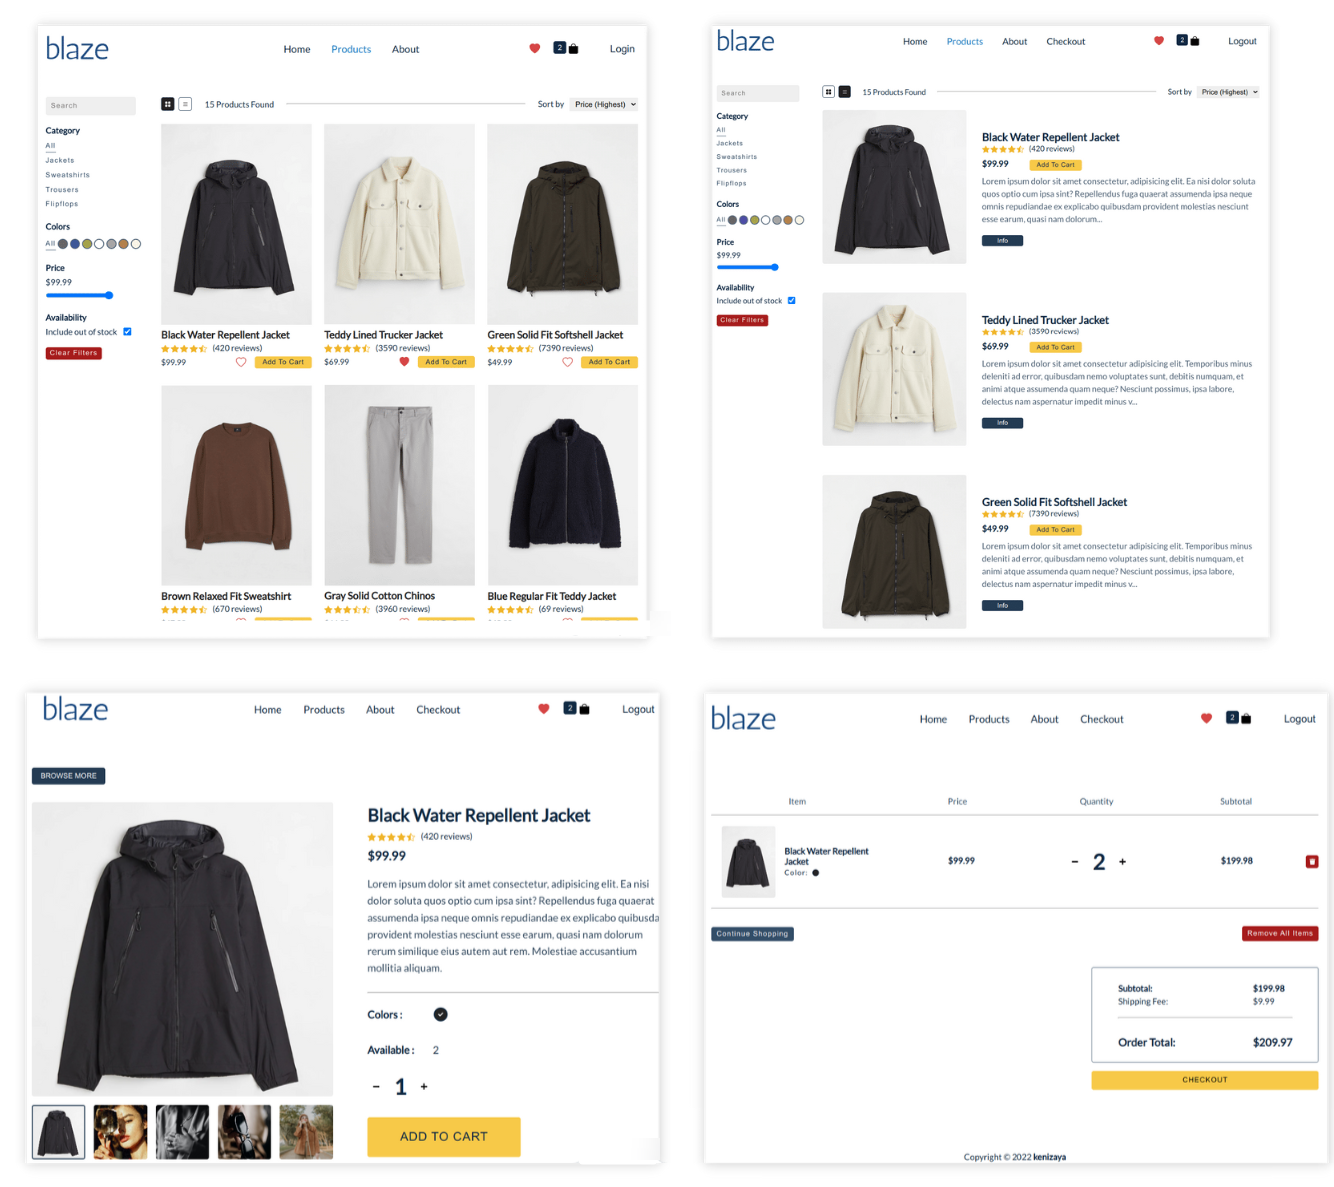 blaze
Home Products About
2
Login
Search
15 Products Found
Sort by Price (Highest)
Category
All
Jackets
Sweatshirts
Trousers
Flipflops
Colors
All
Price
$99.99
Availability
Include out of stock
Clear Filters
Black Water Repellent Jacket
(420 reviews)
$99.99
Add To Cart
Teddy Lined Trucker Jacket
(3590 reviews)
$69.99
Add To Cart
Green Solid Fit Softshell Jacket
(7390 reviews)
$49.99
Add To Cart
Brown Relaxed Fit Sweatshirt
(670 reviews)
Gray Solid Cotton Chinos
(3960 reviews)
Blue Regular Fit Teddy Jacket
(69 reviews)
blaze
Home Products About Checkout
2
Logout
Search
15 Products Found
Sort by Price (Highest)
Category
All
Jackets
Sweatshirts
Trousers
Flipflops
Colors
All
Price
$99.99
Availability
Include out of stock
Clear Filters
Black Water Repellent Jacket
(420 reviews)
$99.99 Add To Cart
Lorem ipsum dolor sit amet consectetur, adipisicing elit. Ea nisi dolor soluta
quos optio cum ipsa sint? Repellendus fuga quaerat assumenda ipsa neque
omnis repudiandae ex explicabo quibusdam provident molestias nesciunt
esse earum, quasi nam dolorum...
Info
Teddy Lined Trucker Jacket
(3590 reviews)
$69.99 Add To Cart
Lorem ipsum dolor sit amet consectetur adipisicing elit. Temporibus minus
deleniti ad error, quibusdam nemo voluptates sunt, debitis numquam, et
animi atque assumenda quam neque? Nesciunt possimus, ipsa labore,
delectus nam aspernatur impedit minus v...
Info
Green Solid Fit Softshell Jacket
(7390 reviews)
$49.99 Add To Cart
Lorem ipsum dolor sit amet consectetur adipisicing elit. Temporibus minus
deleniti ad error, quibusdam nemo voluptates sunt, debitis numquam, et
animi atque assumenda quam neque? Nesciunt possimus, ipsa labore,
delectus nam aspernatur impedit minus v...
Info
blaze
Home Products About Checkout
2
Logout
BROWSE MORE
Black Water Repellent Jacket
(420 reviews)
$99.99
Lorem ipsum dolor sit amet consectetur, adipisicing elit. Ea nisi
dolor soluta quos optio cum ipsa sint? Repellendus fuga quaerat
assumenda ipsa neque omnis repudiandae ex explicabo quibusda
provident molestias nesciunt esse earum, quasi nam dolorum
rerum similique eius autem aut rem. Molestiae accusantium
mollitia aliquam.
Colors :
Available : 2
- 1 +
ADD TO CART
blaze
Home Products About Checkout
2
Logout
Item Price Quantity Subtotal
Black Water Repellent
Jacket
Color:
$99.99
- 2 +
$199.98
Continue Shopping
Remove All Items
Subtotal: $199.98
Shipping Fee: $9.99
Order Total: $209.97
CHECKOUT
Copyright © 2022 kenizaya